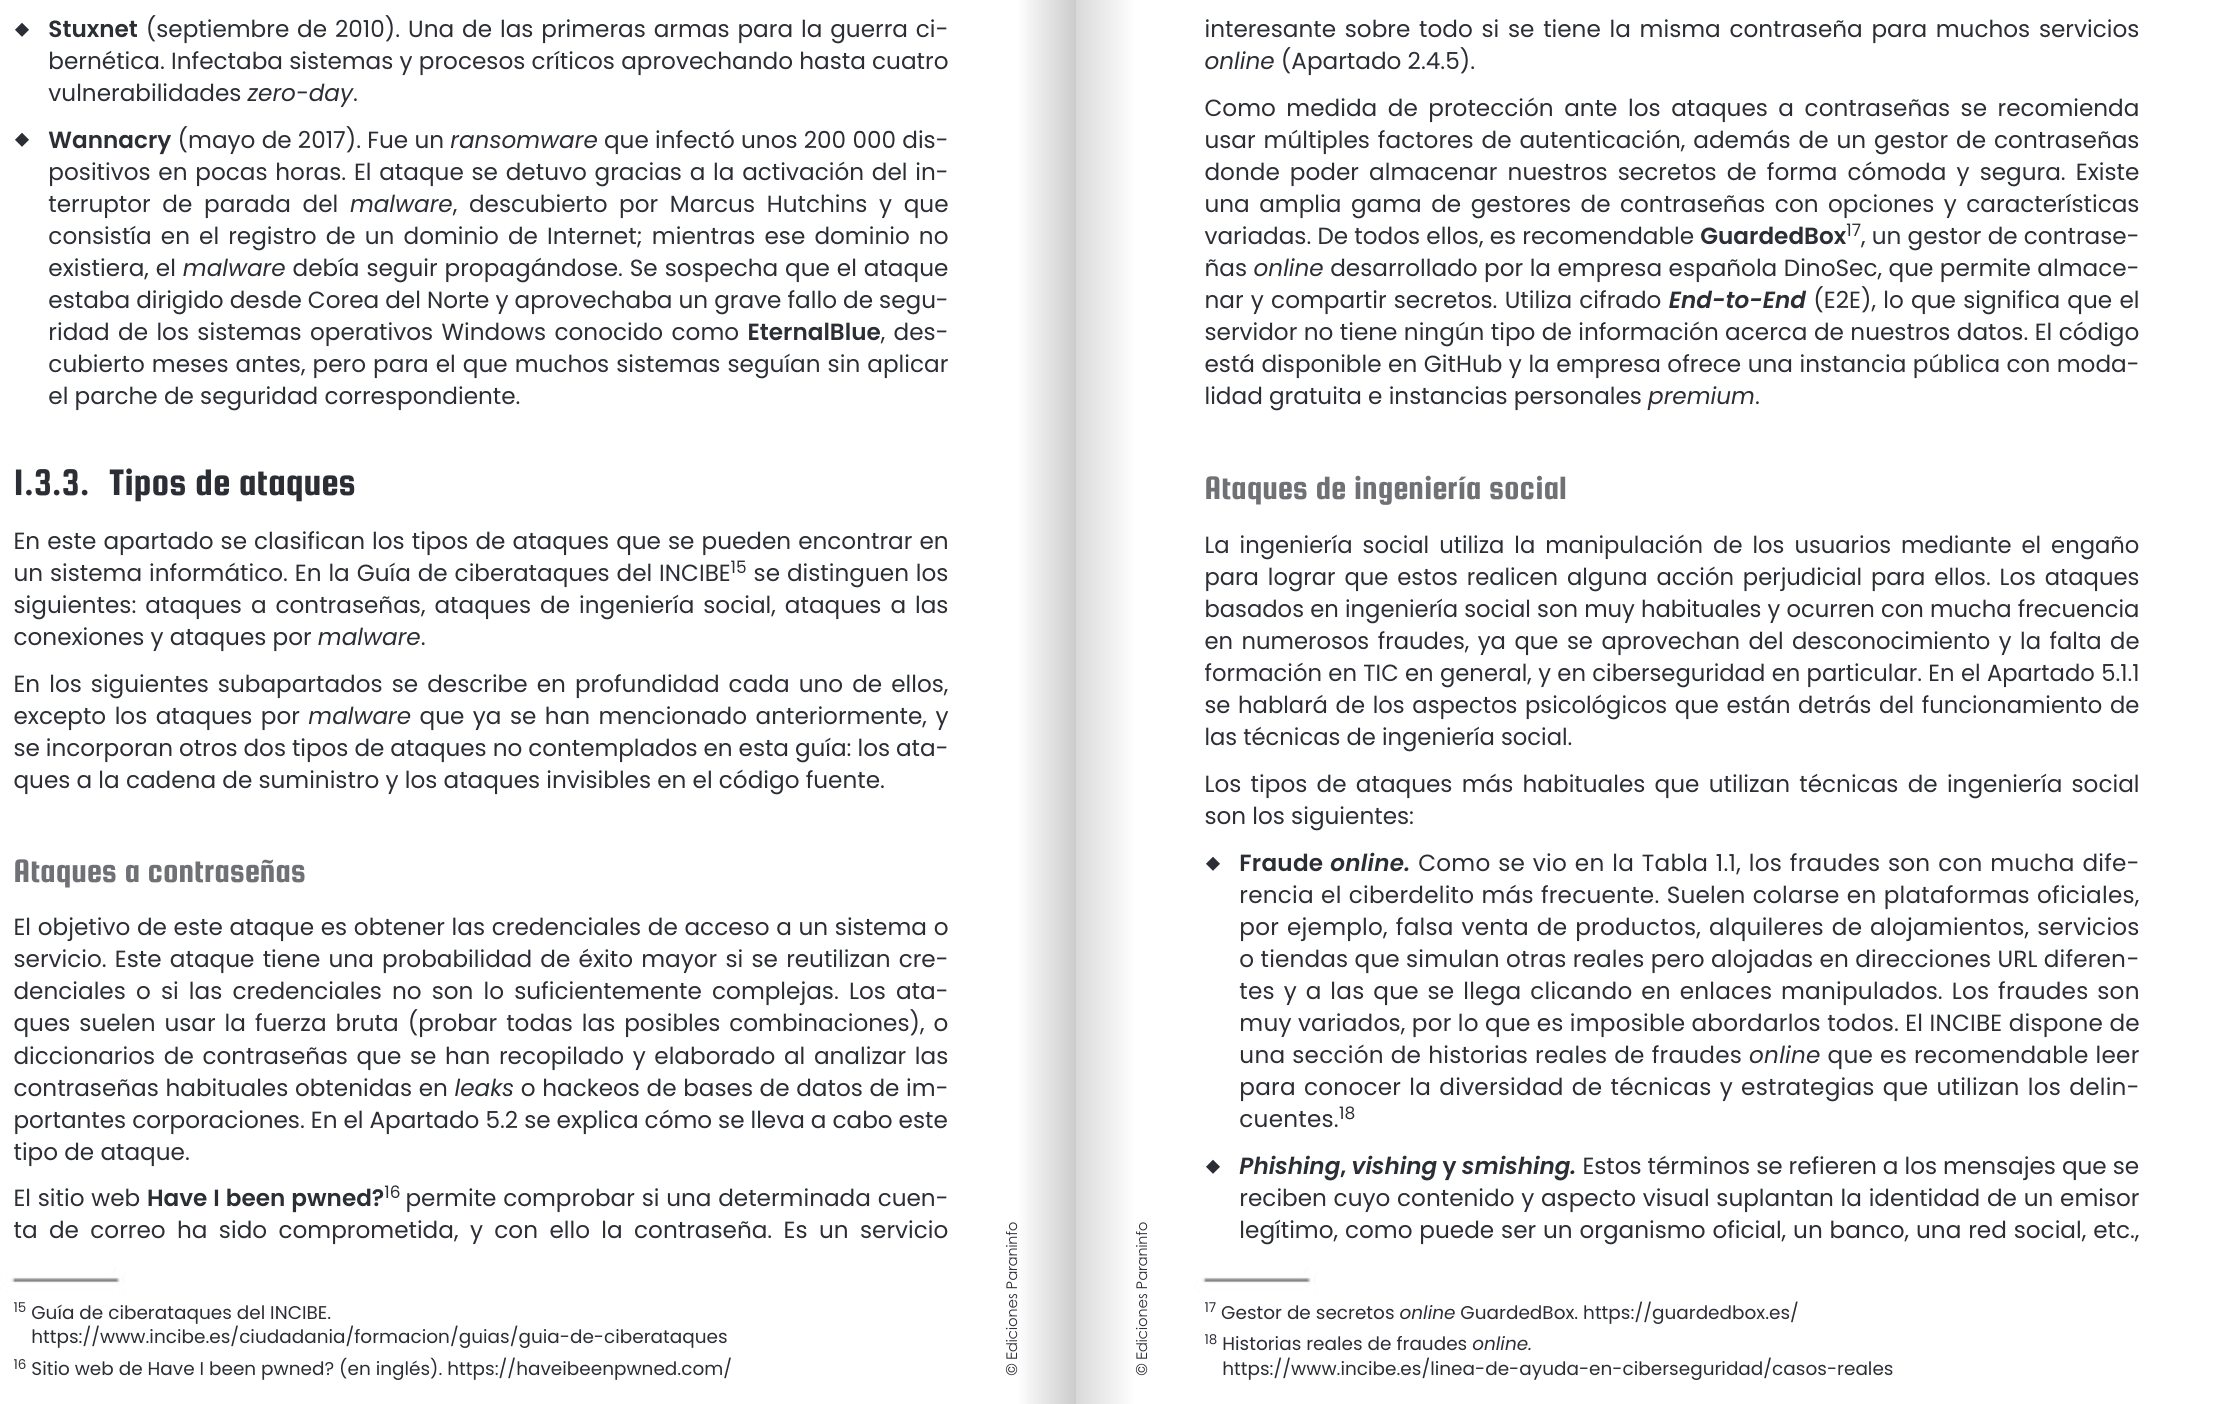 ◆ Stuxnet (septiembre de 2010). Una de las primeras armas para la guerra ci-
bernética. Infectaba sistemas y procesos críticos aprovechando hasta cuatro
vulnerabilidades zero-day.
◆ Wannacry (mayo de 2017). Fue un ransomware que infectó unos 200 000 dis-
positivos en pocas horas. El ataque se detuvo gracias a la activación del in-
terruptor de parada del malware, descubierto por Marcus Hutchins y que
consistía en el registro de un dominio de Internet; mientras ese dominio no
existiera, el malware debía seguir propagándose. Se sospecha que el ataque
estaba dirigido desde Corea del Norte y aprovechaba un grave fallo de segu-
ridad de los sistemas operativos Windows conocido como EternalBlue, des-
cubierto meses antes, pero para el que muchos sistemas seguían sin aplicar
el parche de seguridad correspondiente.
I.3.3. Tipos de ataques
En este apartado se clasifican los tipos de ataques que se pueden encontrar en
un sistema informático. En la Guía de ciberataques del INCIBE15 se distinguen los
siguientes: ataques a contraseñas, ataques de ingeniería social, ataques a las
conexiones y ataques por malware.
En los siguientes subapartados se describe en profundidad cada uno de ellos,
excepto los ataques por malware que ya se han mencionado anteriormente, y
se incorporan otros dos tipos de ataques no contemplados en esta guía: los ata-
ques a la cadena de suministro y los ataques invisibles en el código fuente.
Ataques a contraseñas
El objetivo de este ataque es obtener las credenciales de acceso a un sistema o
servicio. Este ataque tiene una probabilidad de éxito mayor si se reutilizan cre-
denciales o si las credenciales no son lo suficientemente complejas. Los ata-
ques suelen usar la fuerza bruta (probar todas las posibles combinaciones), o
diccionarios de contraseñas que se han recopilado y elaborado al analizar las
contraseñas habituales obtenidas en leaks o hackeos de bases de datos de im-
portantes corporaciones. En el Apartado 5.2 se explica cómo se lleva a cabo este
tipo de ataque.
El sitio web Have I been pwned?16 permite comprobar si una determinada cuen-
ta de correo ha sido comprometida, y con ello la contraseña. Es un servicio
15 Guía de ciberataques del INCIBE.
https://www.incibe.es/ciudadania/formacion/guias/guia-de-ciberataques
16 Sitio web de Have I been pwned? (en inglés). https://haveibeenpwned.com/
© Ediciones Paraninfo
interesante sobre todo si se tiene la misma contraseña para muchos servicios
online (Apartado 2.4.5).
Como medida de protección ante los ataques a contraseñas se recomienda
usar múltiples factores de autenticación, además de un gestor de contraseñas
donde poder almacenar nuestros secretos de forma cómoda y segura. Existe
una amplia gama de gestores de contraseñas con opciones y características
variadas. De todos ellos, es recomendable GuardedBox17, un gestor de contrase-
ñas online desarrollado por la empresa española DinoSec, que permite almace-
nar y compartir secretos. Utiliza cifrado End-to-End (E2E), lo que significa que el
servidor no tiene ningún tipo de información acerca de nuestros datos. El código
está disponible en GitHub y la empresa ofrece una instancia pública con moda-
lidad gratuita e instancias personales premium.
Ataques de ingeniería social
La ingeniería social utiliza la manipulación de los usuarios mediante el engaño
para lograr que estos realicen alguna acción perjudicial para ellos. Los ataques
basados en ingeniería social son muy habituales y ocurren con mucha frecuencia
en numerosos fraudes, ya que se aprovechan del desconocimiento y la falta de
formación en TIC en general, y en ciberseguridad en particular. En el Apartado 5.1.1
se hablará de los aspectos psicológicos que están detrás del funcionamiento de
las técnicas de ingeniería social.
Los tipos de ataques más habituales que utilizan técnicas de ingeniería social
son los siguientes:
◆ Fraude online. Como se vio en la Tabla 1.1, los fraudes son con mucha dife-
rencia el ciberdelito más frecuente. Suelen colarse en plataformas oficiales,
por ejemplo, falsa venta de productos, alquileres de alojamientos, servicios
o tiendas que simulan otras reales pero alojadas en direcciones URL diferen-
tes y a las que se llega clicando en enlaces manipulados. Los fraudes son
muy variados, por lo que es imposible abordarlos todos. El INCIBE dispone de
una sección de historias reales de fraudes online que es recomendable leer
para conocer la diversidad de técnicas y estrategias que utilizan los delin-
cuentes.18
◆ Phishing, vishing y smishing. Estos términos se refieren a los mensajes que se
reciben cuyo contenido y aspecto visual suplantan la identidad de un emisor
legítimo, como puede ser un organismo oficial, un banco, una red social, etc.,
17 Gestor de secretos online GuardedBox. https://guardedbox.es/
18 Historias reales de fraudes online.
https://www.incibe.es/linea-de-ayuda-en-ciberseguridad/casos-reales
© Ediciones Paraninfo